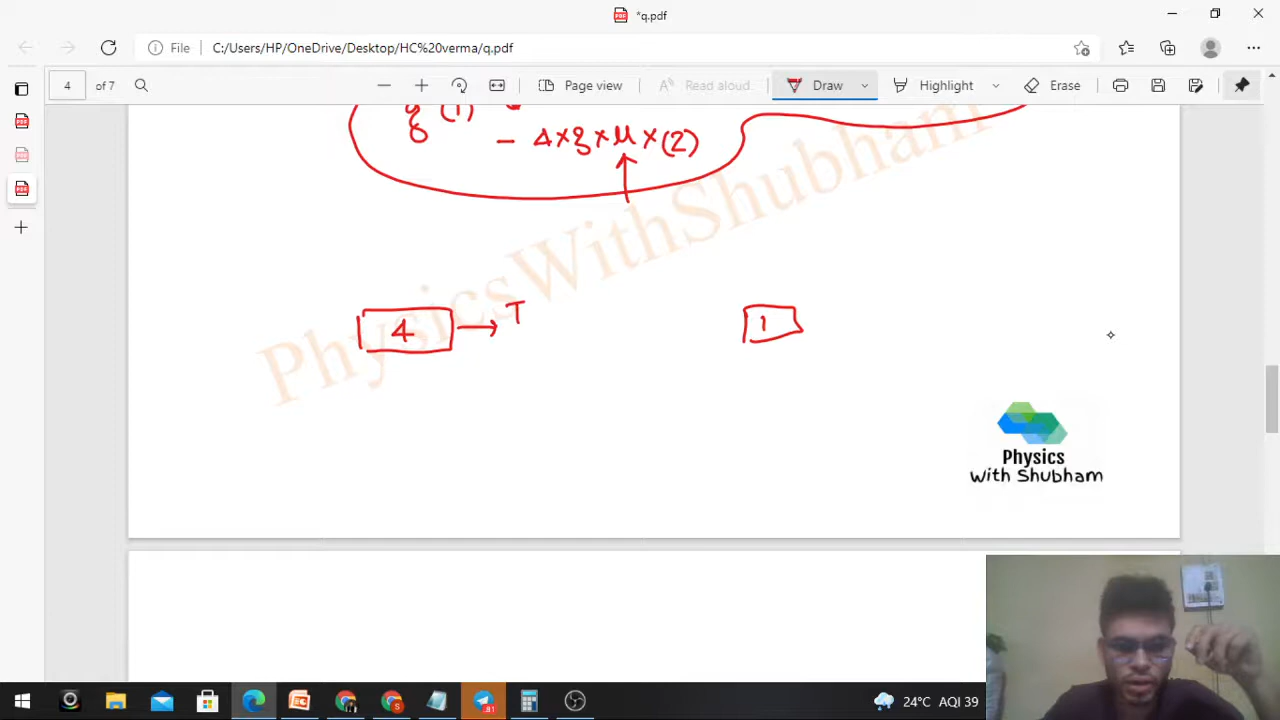 *q.pdf
File C:/Users/HP/OneDrive/Desktop/HC%20verma/q.pdf
4 of 7 Page view Read aloud Draw Highlight Erase
g (1)
- 4×g×μ×(2)
PhysicsWithShubham
4 T 1
Physics
With Shubham
24°C AQI 39